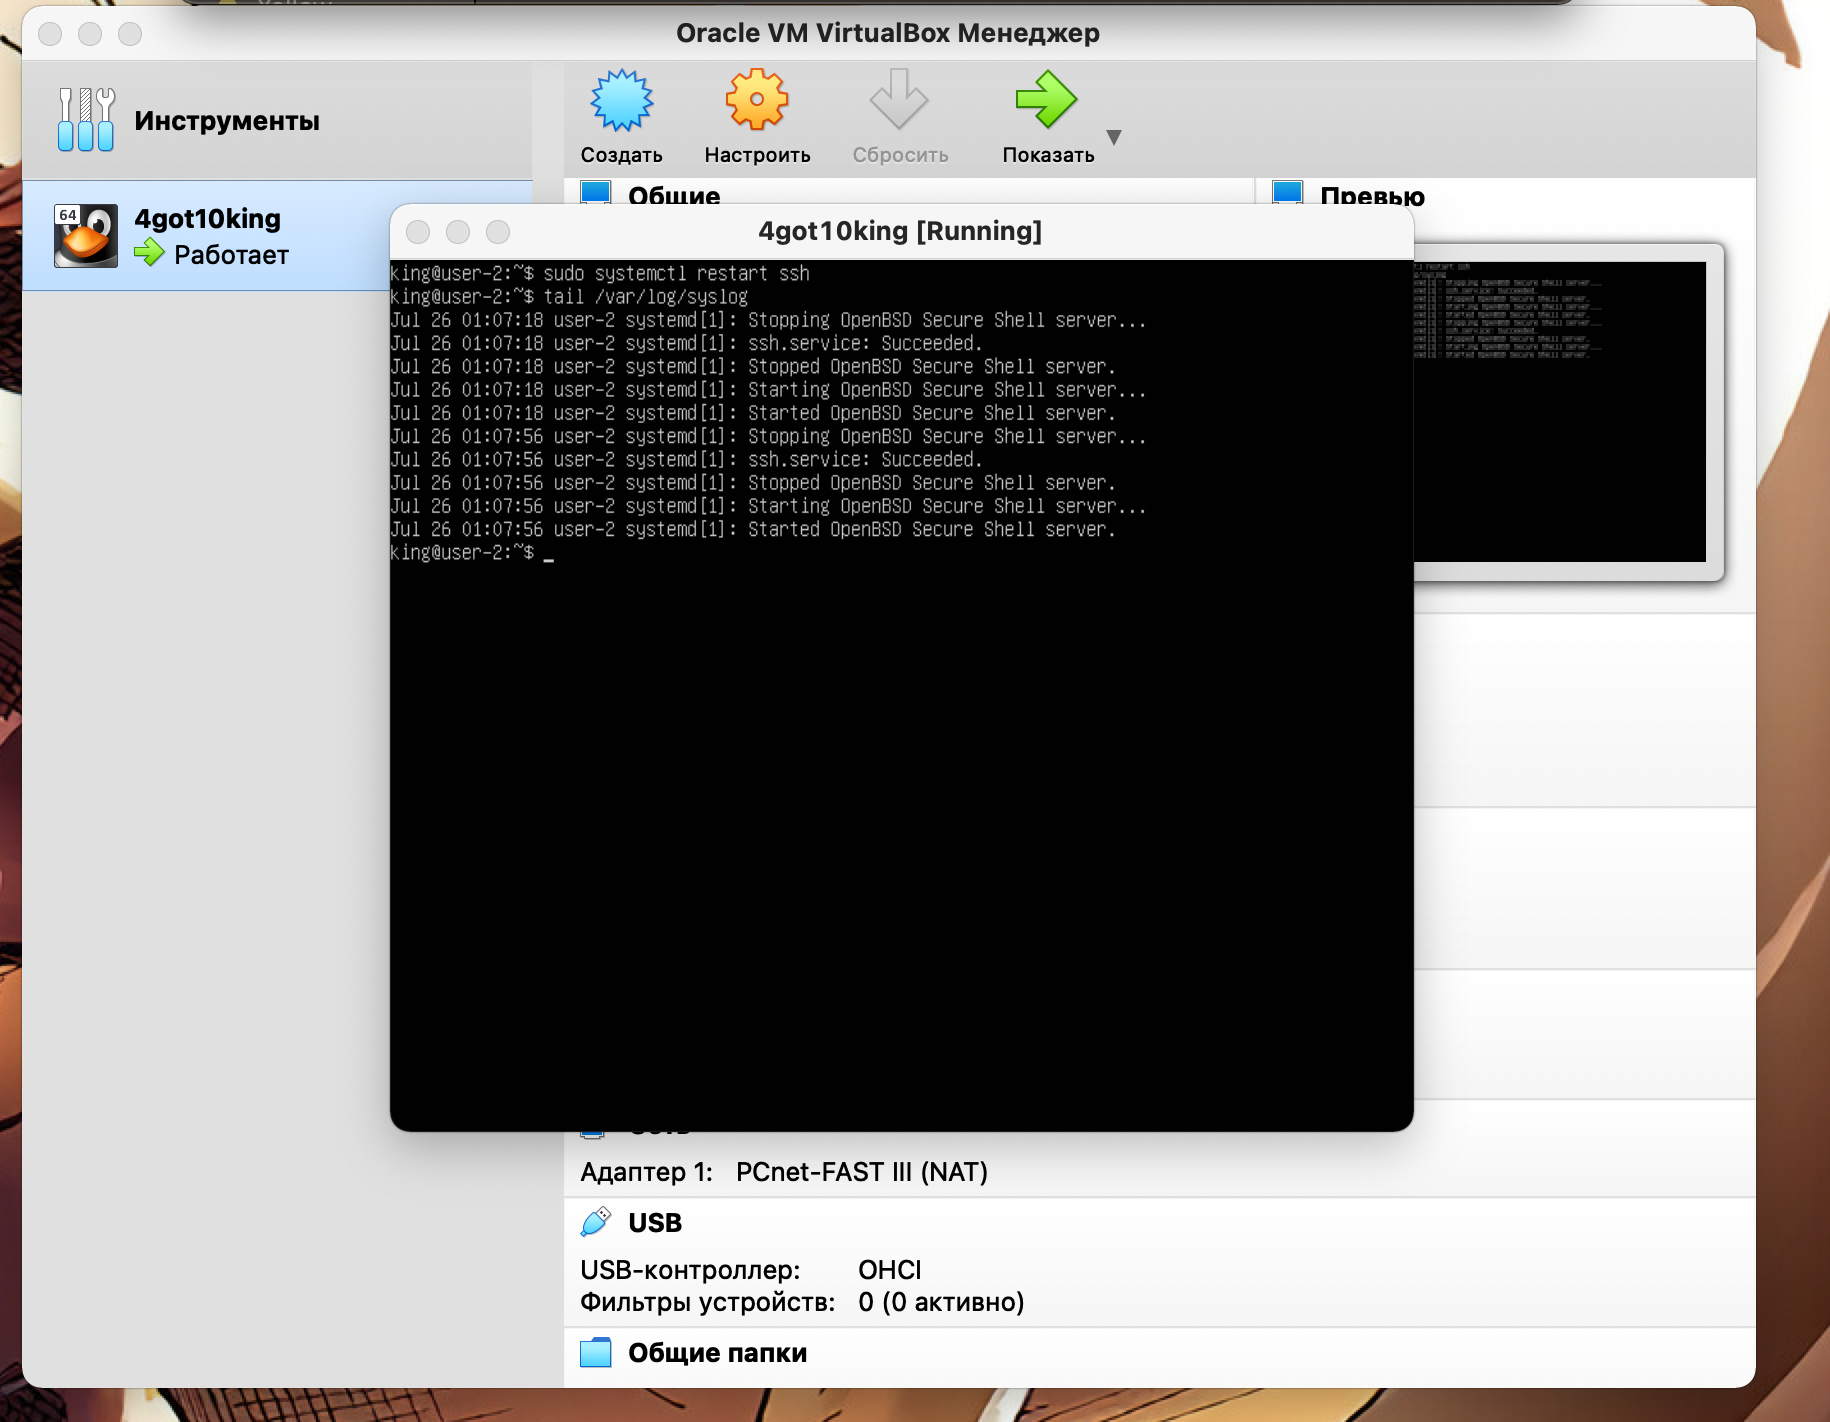 Oracle VM VirtualBox Менеджер
Инструменты
Создать
Настроить
Сбросить
Показать
64
4got10king
Работает
Общие
Превью
4got10king [Running]
king@user-2:~$ sudo systemctl restart ssh
king@user-2:~$ tail /var/log/syslog
Jul 26 01:07:18 user-2 systemd[1]: Stopping OpenBSD Secure Shell server...
Jul 26 01:07:18 user-2 systemd[1]: ssh.service: Succeeded.
Jul 26 01:07:18 user-2 systemd[1]: Stopped OpenBSD Secure Shell server.
Jul 26 01:07:18 user-2 systemd[1]: Starting OpenBSD Secure Shell server...
Jul 26 01:07:18 user-2 systemd[1]: Started OpenBSD Secure Shell server.
Jul 26 01:07:56 user-2 systemd[1]: Stopping OpenBSD Secure Shell server...
Jul 26 01:07:56 user-2 systemd[1]: ssh.service: Succeeded.
Jul 26 01:07:56 user-2 systemd[1]: Stopped OpenBSD Secure Shell server.
Jul 26 01:07:56 user-2 systemd[1]: Starting OpenBSD Secure Shell server...
Jul 26 01:07:56 user-2 systemd[1]: Started OpenBSD Secure Shell server.
king@user-2:~$ _
Адаптер 1: PCnet-FAST III (NAT)
USB
USB-контроллер: OHCI
Фильтры устройств: 0 (0 активно)
Общие папки